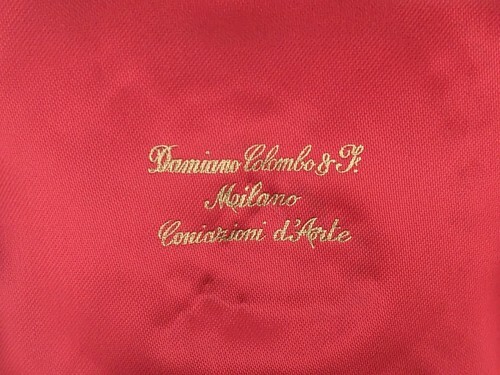 Damiano Colombo & F.
Milano
Coniazioni d'Arte